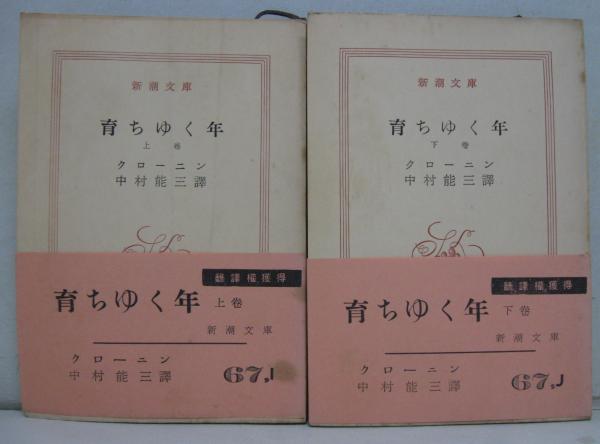 新潮文庫
育ちゆく年
上巻
クローニン
中村能三譯
飜譯權獲得
育ちゆく年 上巻
新潮文庫
クローニン
中村能三譯
67,J
新潮文庫
育ちゆく年
下巻
クローニン
中村能三譯
飜譯權獲得
育ちゆく年 下巻
新潮文庫
クローニン
中村能三譯
67,J